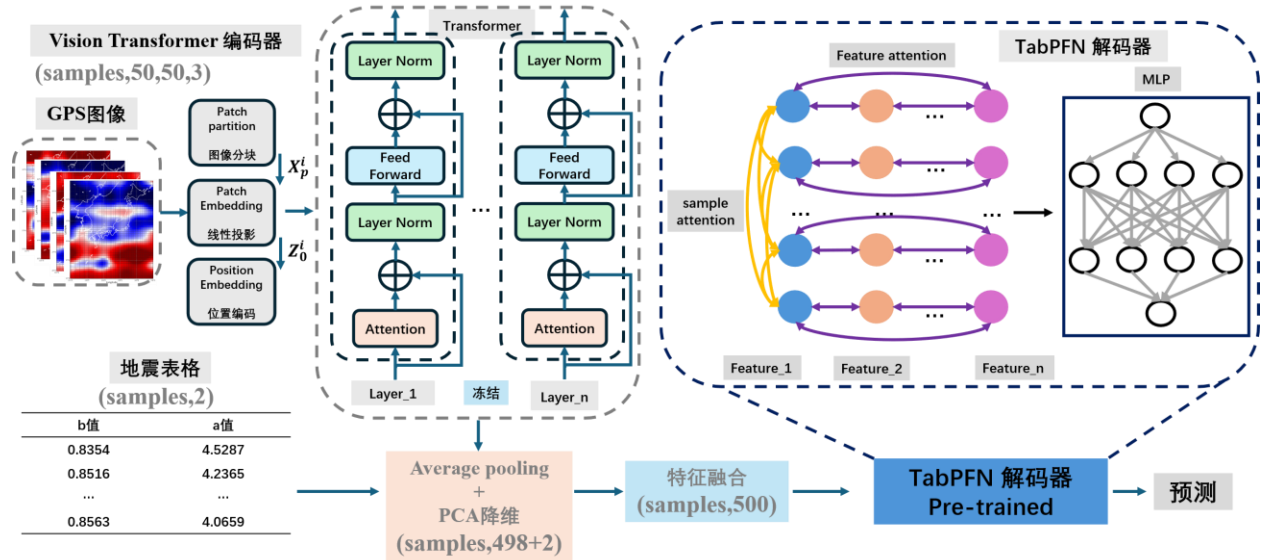 Vision Transformer 编码器
(samples,50,50,3)
GPS图像
Patch
partition
图像分块
X_p^i
Patch
Embedding
线性投影
Z_0^i
Position
Embedding
位置编码
Transformer
Layer Norm
Feed
Forward
Layer Norm
Attention
Layer_1
...
Layer Norm
Feed
Forward
Layer Norm
Attention
Layer_n
冻结
TabPFN 解码器
Feature attention
MLP
sample
attention
...
...
...
...
...
...
...
Feature_1
Feature_2
Feature_n
地震表格
(samples,2)
b值 a值
0.8354 4.5287
0.8516 4.2365
... ...
0.8563 4.0659
Average pooling
+
PCA降维
(samples,498+2)
特征融合
(samples,500)
TabPFN 解码器
Pre-trained
预测